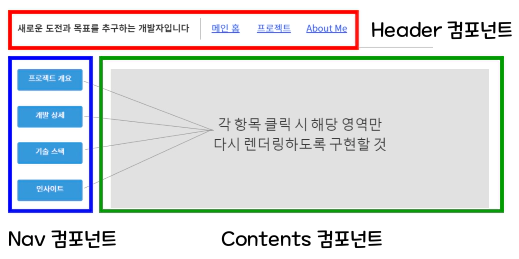 새로운 도전과 목표를 추구하는 개발자입니다 메인 홈 프로젝트 About Me
Header 컴포넌트
프로젝트 개요
개발 상세
기술 스택
인사이트
각 항목 클릭 시 해당 영역만
다시 렌더링하도록 구현할 것
Nav 컴포넌트
Contents 컴포넌트